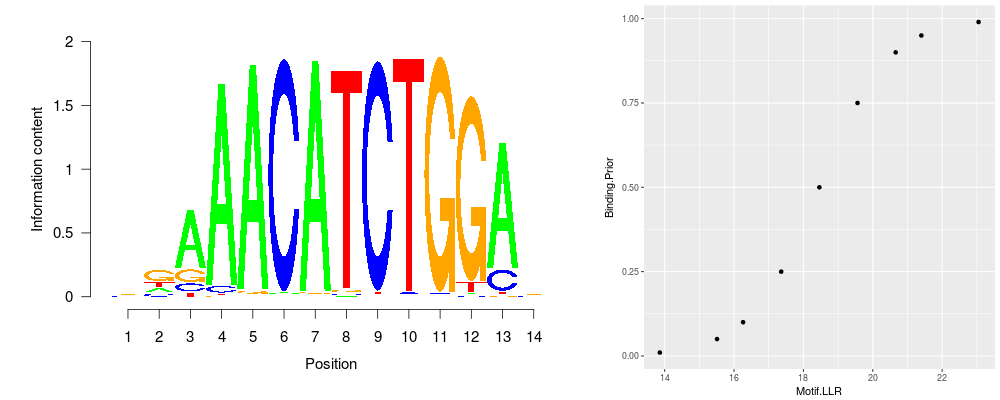 2
1.5
1
0.5
0
Information content
A A A C A T C T G G A
G G C
1 2 3 4 5 6 7 8 9 10 11 12 13 14
Position
1.00
0.75
0.50
0.25
0.00
Binding.Prior
14 16 18 20 22
Motif.LLR